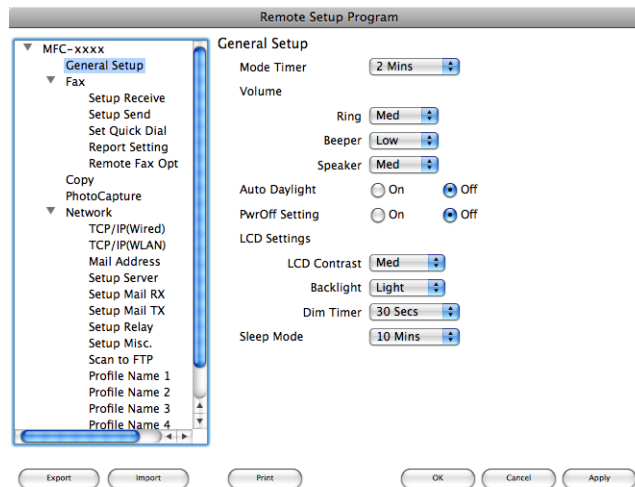 Remote Setup Program
MFC-xxxx
General Setup
Fax
Setup Receive
Setup Send
Set Quick Dial
Report Setting
Remote Fax Opt
Copy
PhotoCapture
Network
TCP/IP(Wired)
TCP/IP(WLAN)
Mail Address
Setup Server
Setup Mail RX
Setup Mail TX
Setup Relay
Setup Misc.
Scan to FTP
Profile Name 1
Profile Name 2
Profile Name 3
Profile Name 4
General Setup
Mode Timer 2 Mins
Volume
Ring Med
Beeper Low
Speaker Med
Auto Daylight On Off
PwrOff Setting On Off
LCD Settings
LCD Contrast Med
Backlight Light
Dim Timer 30 Secs
Sleep Mode 10 Mins
Export Import Print OK Cancel Apply